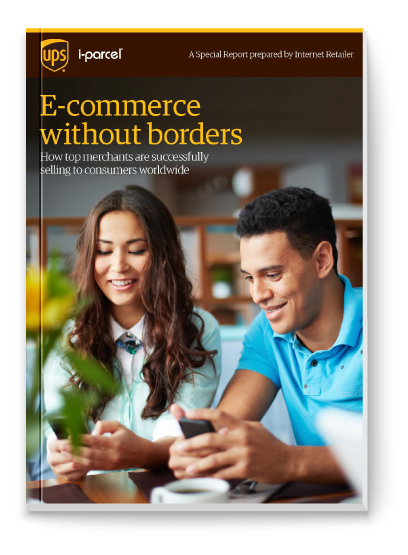 ups
i-parcel
A Special Report prepared by Internet Retailer
E-commerce
without borders
How top merchants are successfully
selling to consumers worldwide